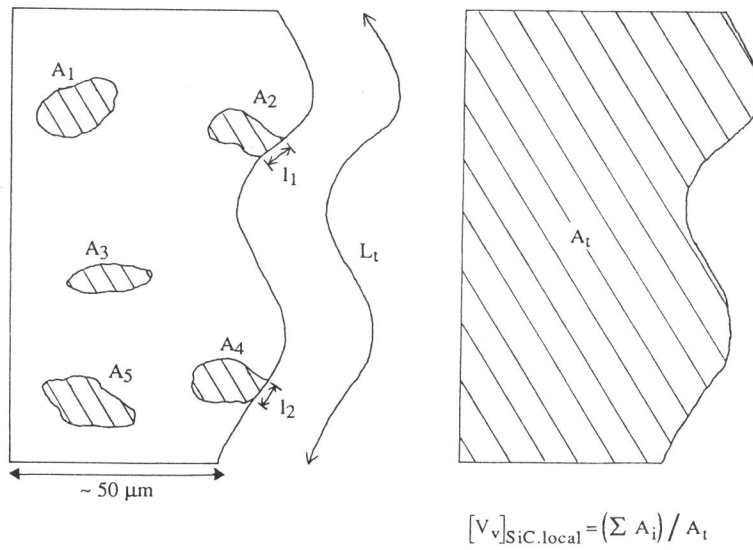 A₁
A₂
l₁
A₃
Lₜ
Aₜ
A₄
A₅
l₂
~ 50 μm
[Vᵥ]SiC.local = (∑ Aᵢ) / Aₜ